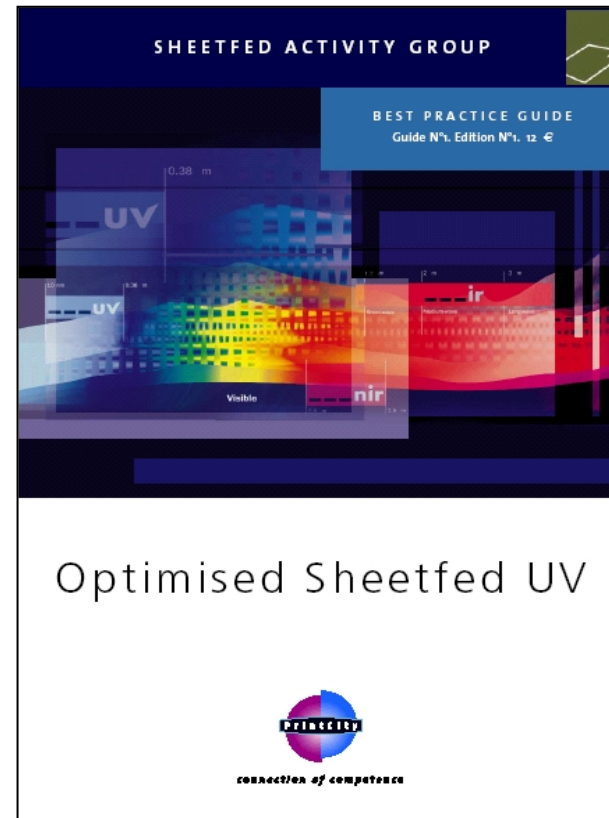 SHEETFED ACTIVITY GROUP
BEST PRACTICE GUIDE
Guide N°1. Edition N°1. 12 €
0.38 m
UV
UV
ir
nir
Visible
Optimised Sheetfed UV
PrintCity
connection of competence